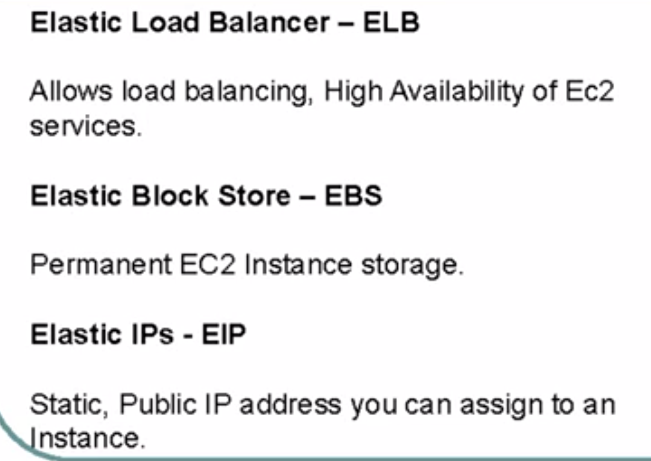 Elastic Load Balancer – ELB
Allows load balancing, High Availability of Ec2
services.
Elastic Block Store – EBS
Permanent EC2 Instance storage.
Elastic IPs - EIP
Static, Public IP address you can assign to an
Instance.